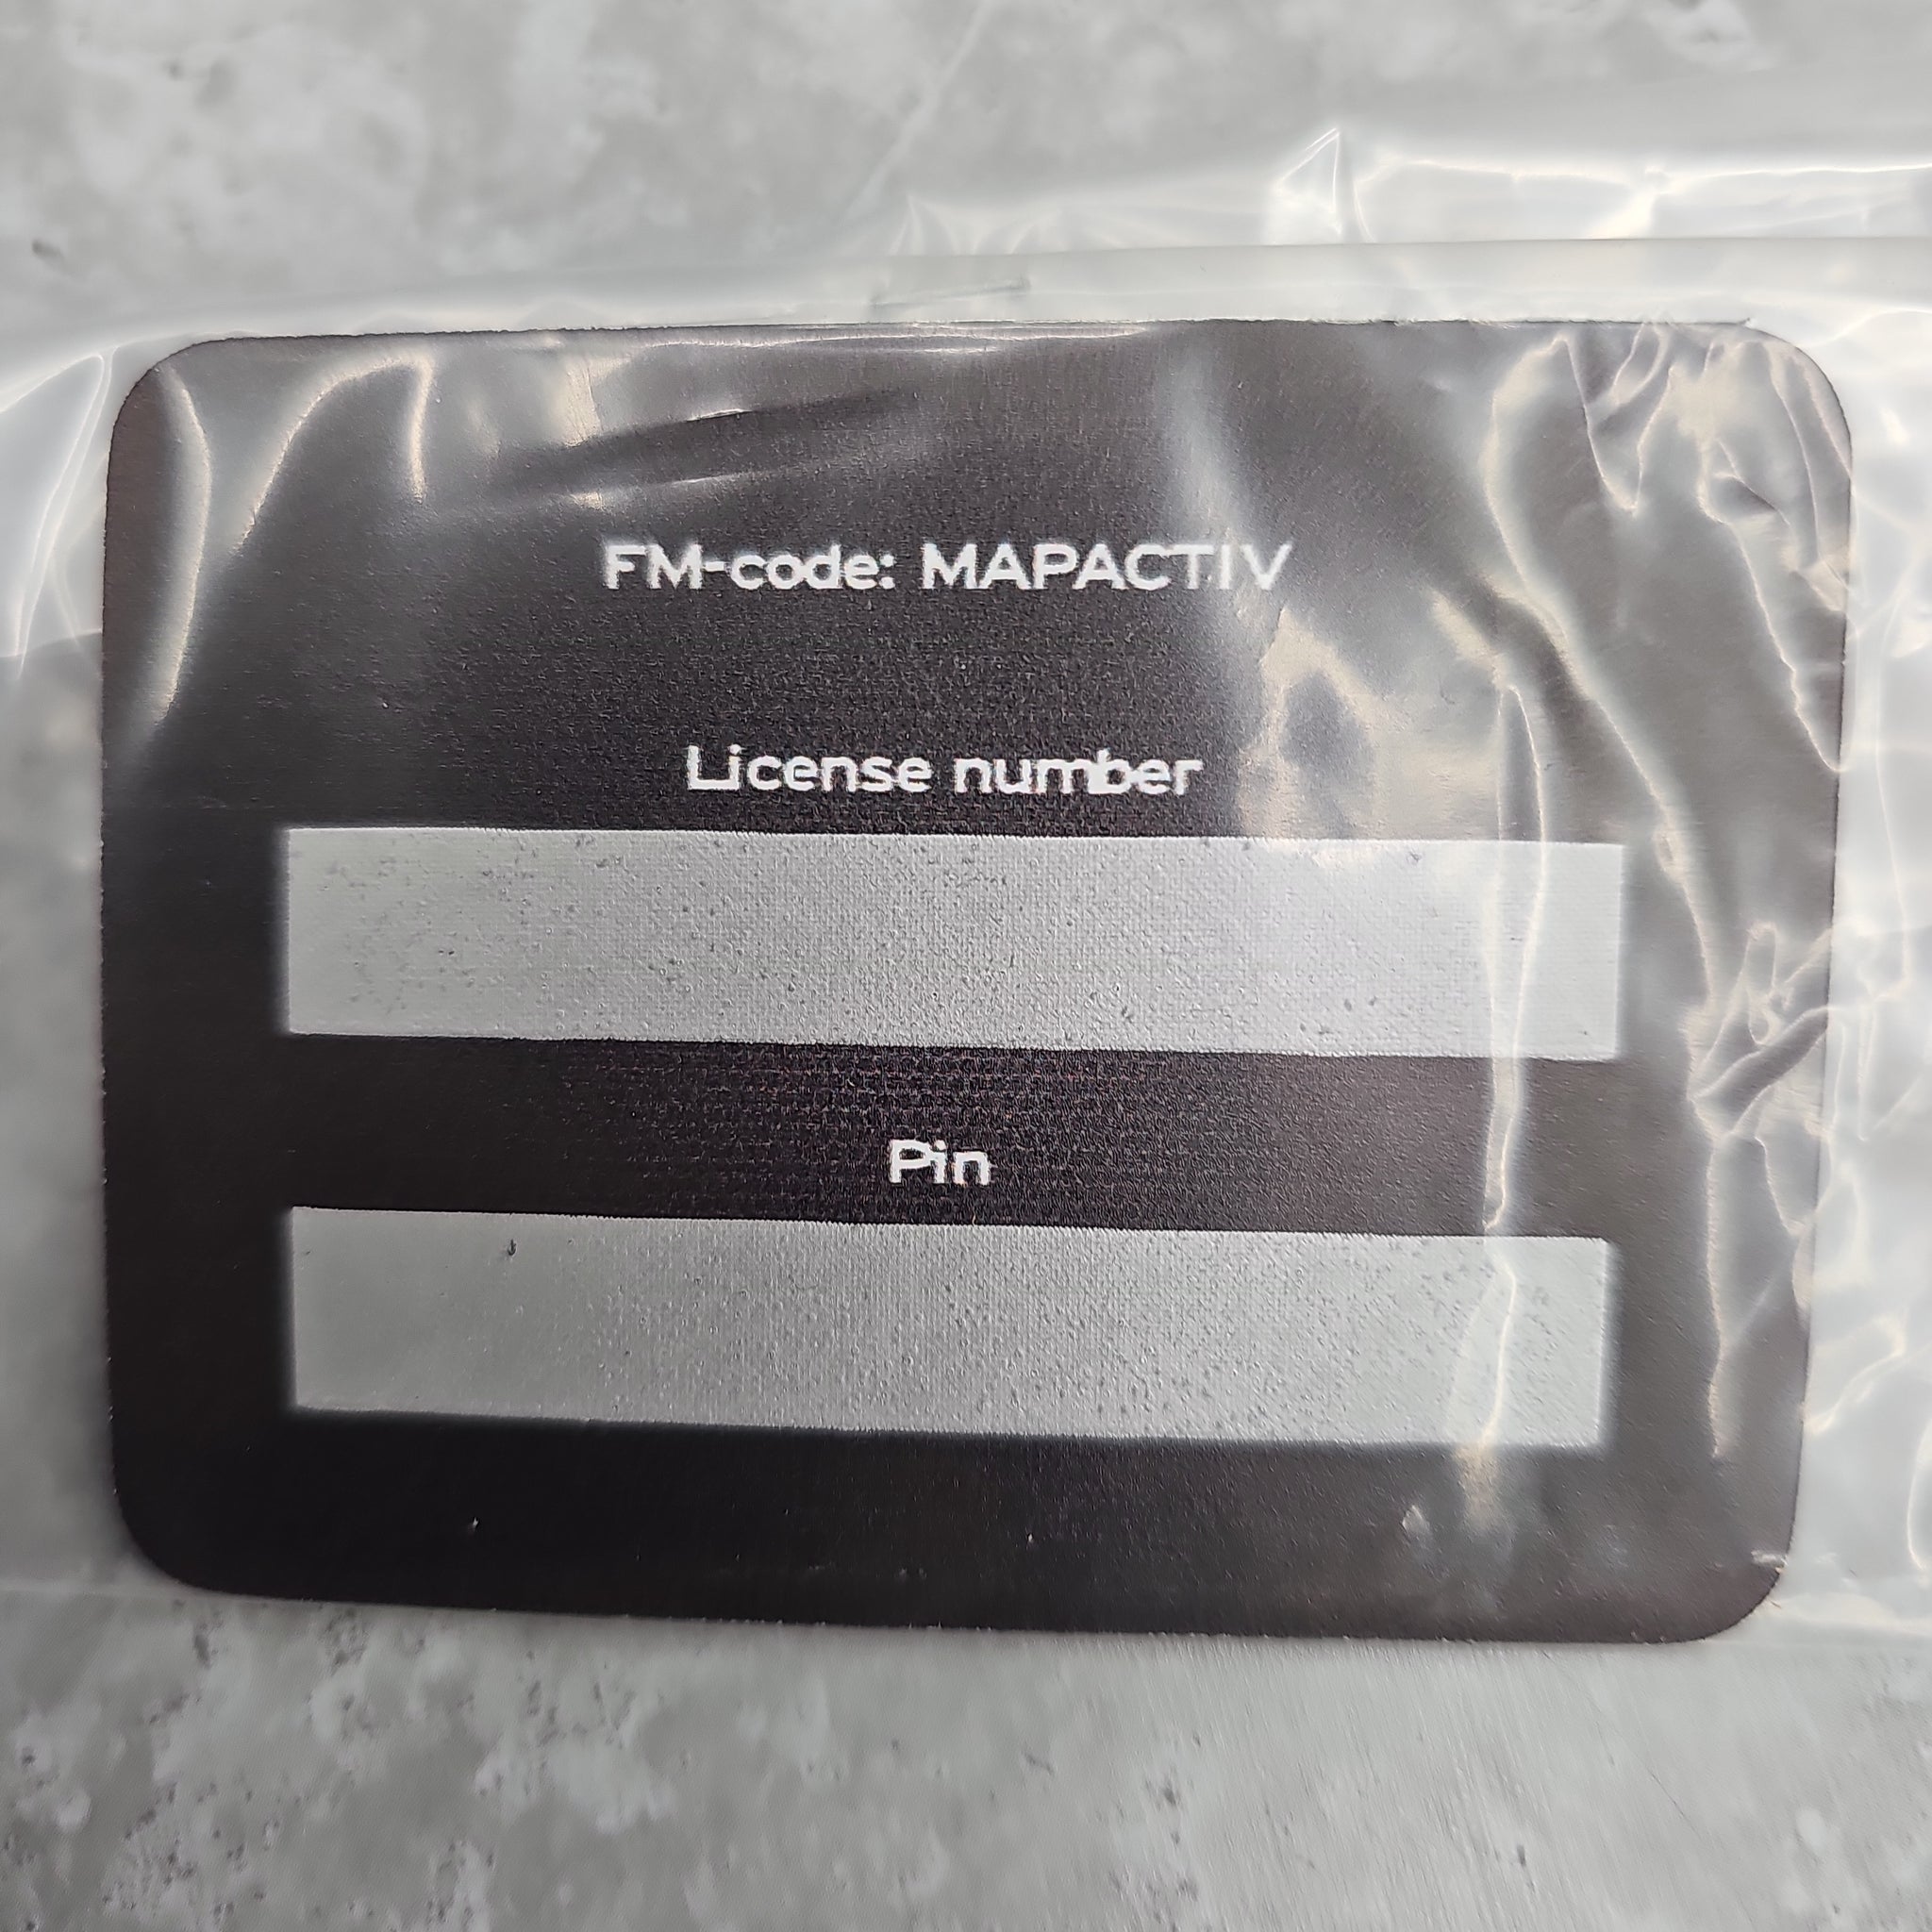 FM-code: MAPACTIV
License number
Pin